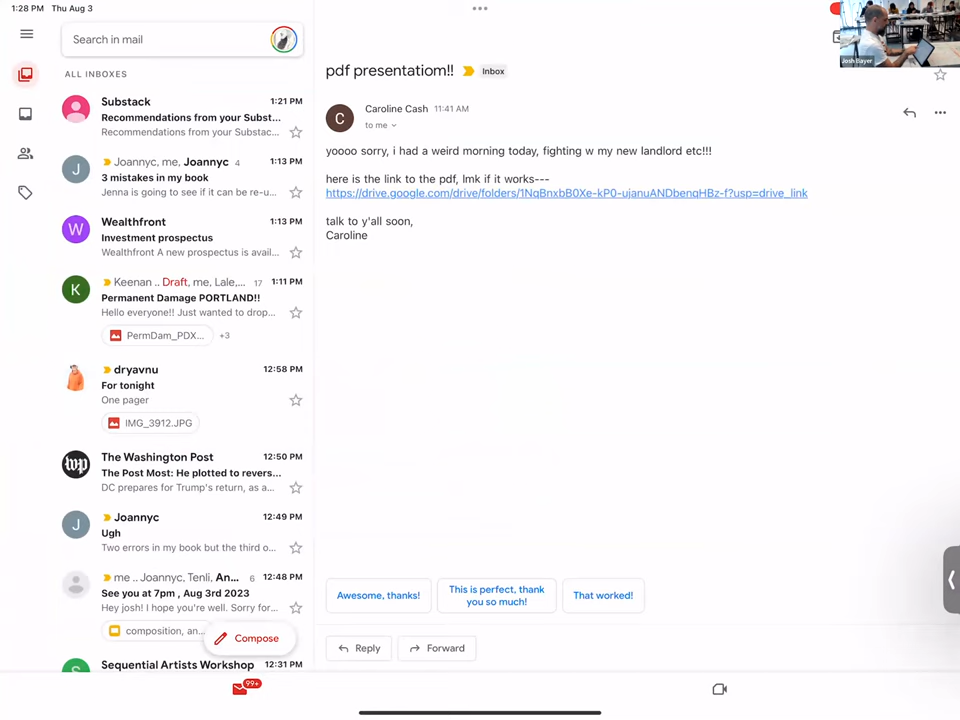 1:28 PM Thu Aug 3
Search in mail
ALL INBOXES
Substack 1:21 PM
Recommendations from your Subst...
Recommendations from your Substac...
Joannyc, me, Joannyc 4 1:13 PM
3 mistakes in my book
Jenna is going to see if it can be re-u...
W
Wealthfront 1:13 PM
Investment prospectus
Wealthfront A new prospectus is avail...
J
K
Keenan .. Draft, me, Lale,... 17 1:11 PM
Permanent Damage PORTLAND!!
Hello everyone!! Just wanted to drop...
PermDam_PDX... +3
dryavnu 12:58 PM
For tonight
One pager
IMG_3912.JPG
wp
The Washington Post 12:50 PM
The Post Most: He plotted to revers...
DC prepares for Trump's return, as a...
J
Joannyc 12:49 PM
Ugh
Two errors in my book but the third o...
me .. Joannyc, Tenli, An... 6 12:48 PM
See you at 7pm , Aug 3rd 2023
Hey josh! I hope you're well. Sorry for...
composition, an...
Compose
S
Sequential Artists Workshop 12:31 PM
99+
pdf presentatiom!! Inbox
Josh Bayer
C
Caroline Cash 11:41 AM
to me
yoooo sorry, i had a weird morning today, fighting w my new landlord etc!!!
here is the link to the pdf, lmk if it works---
https://drive.google.com/drive/folders/1NqBnxbB0Xe-kP0-ujanuANDbenqHBz-f?usp=drive_link
talk to y'all soon,
Caroline
Awesome, thanks!
This is perfect, thank
you so much!
That worked!
Reply
Forward